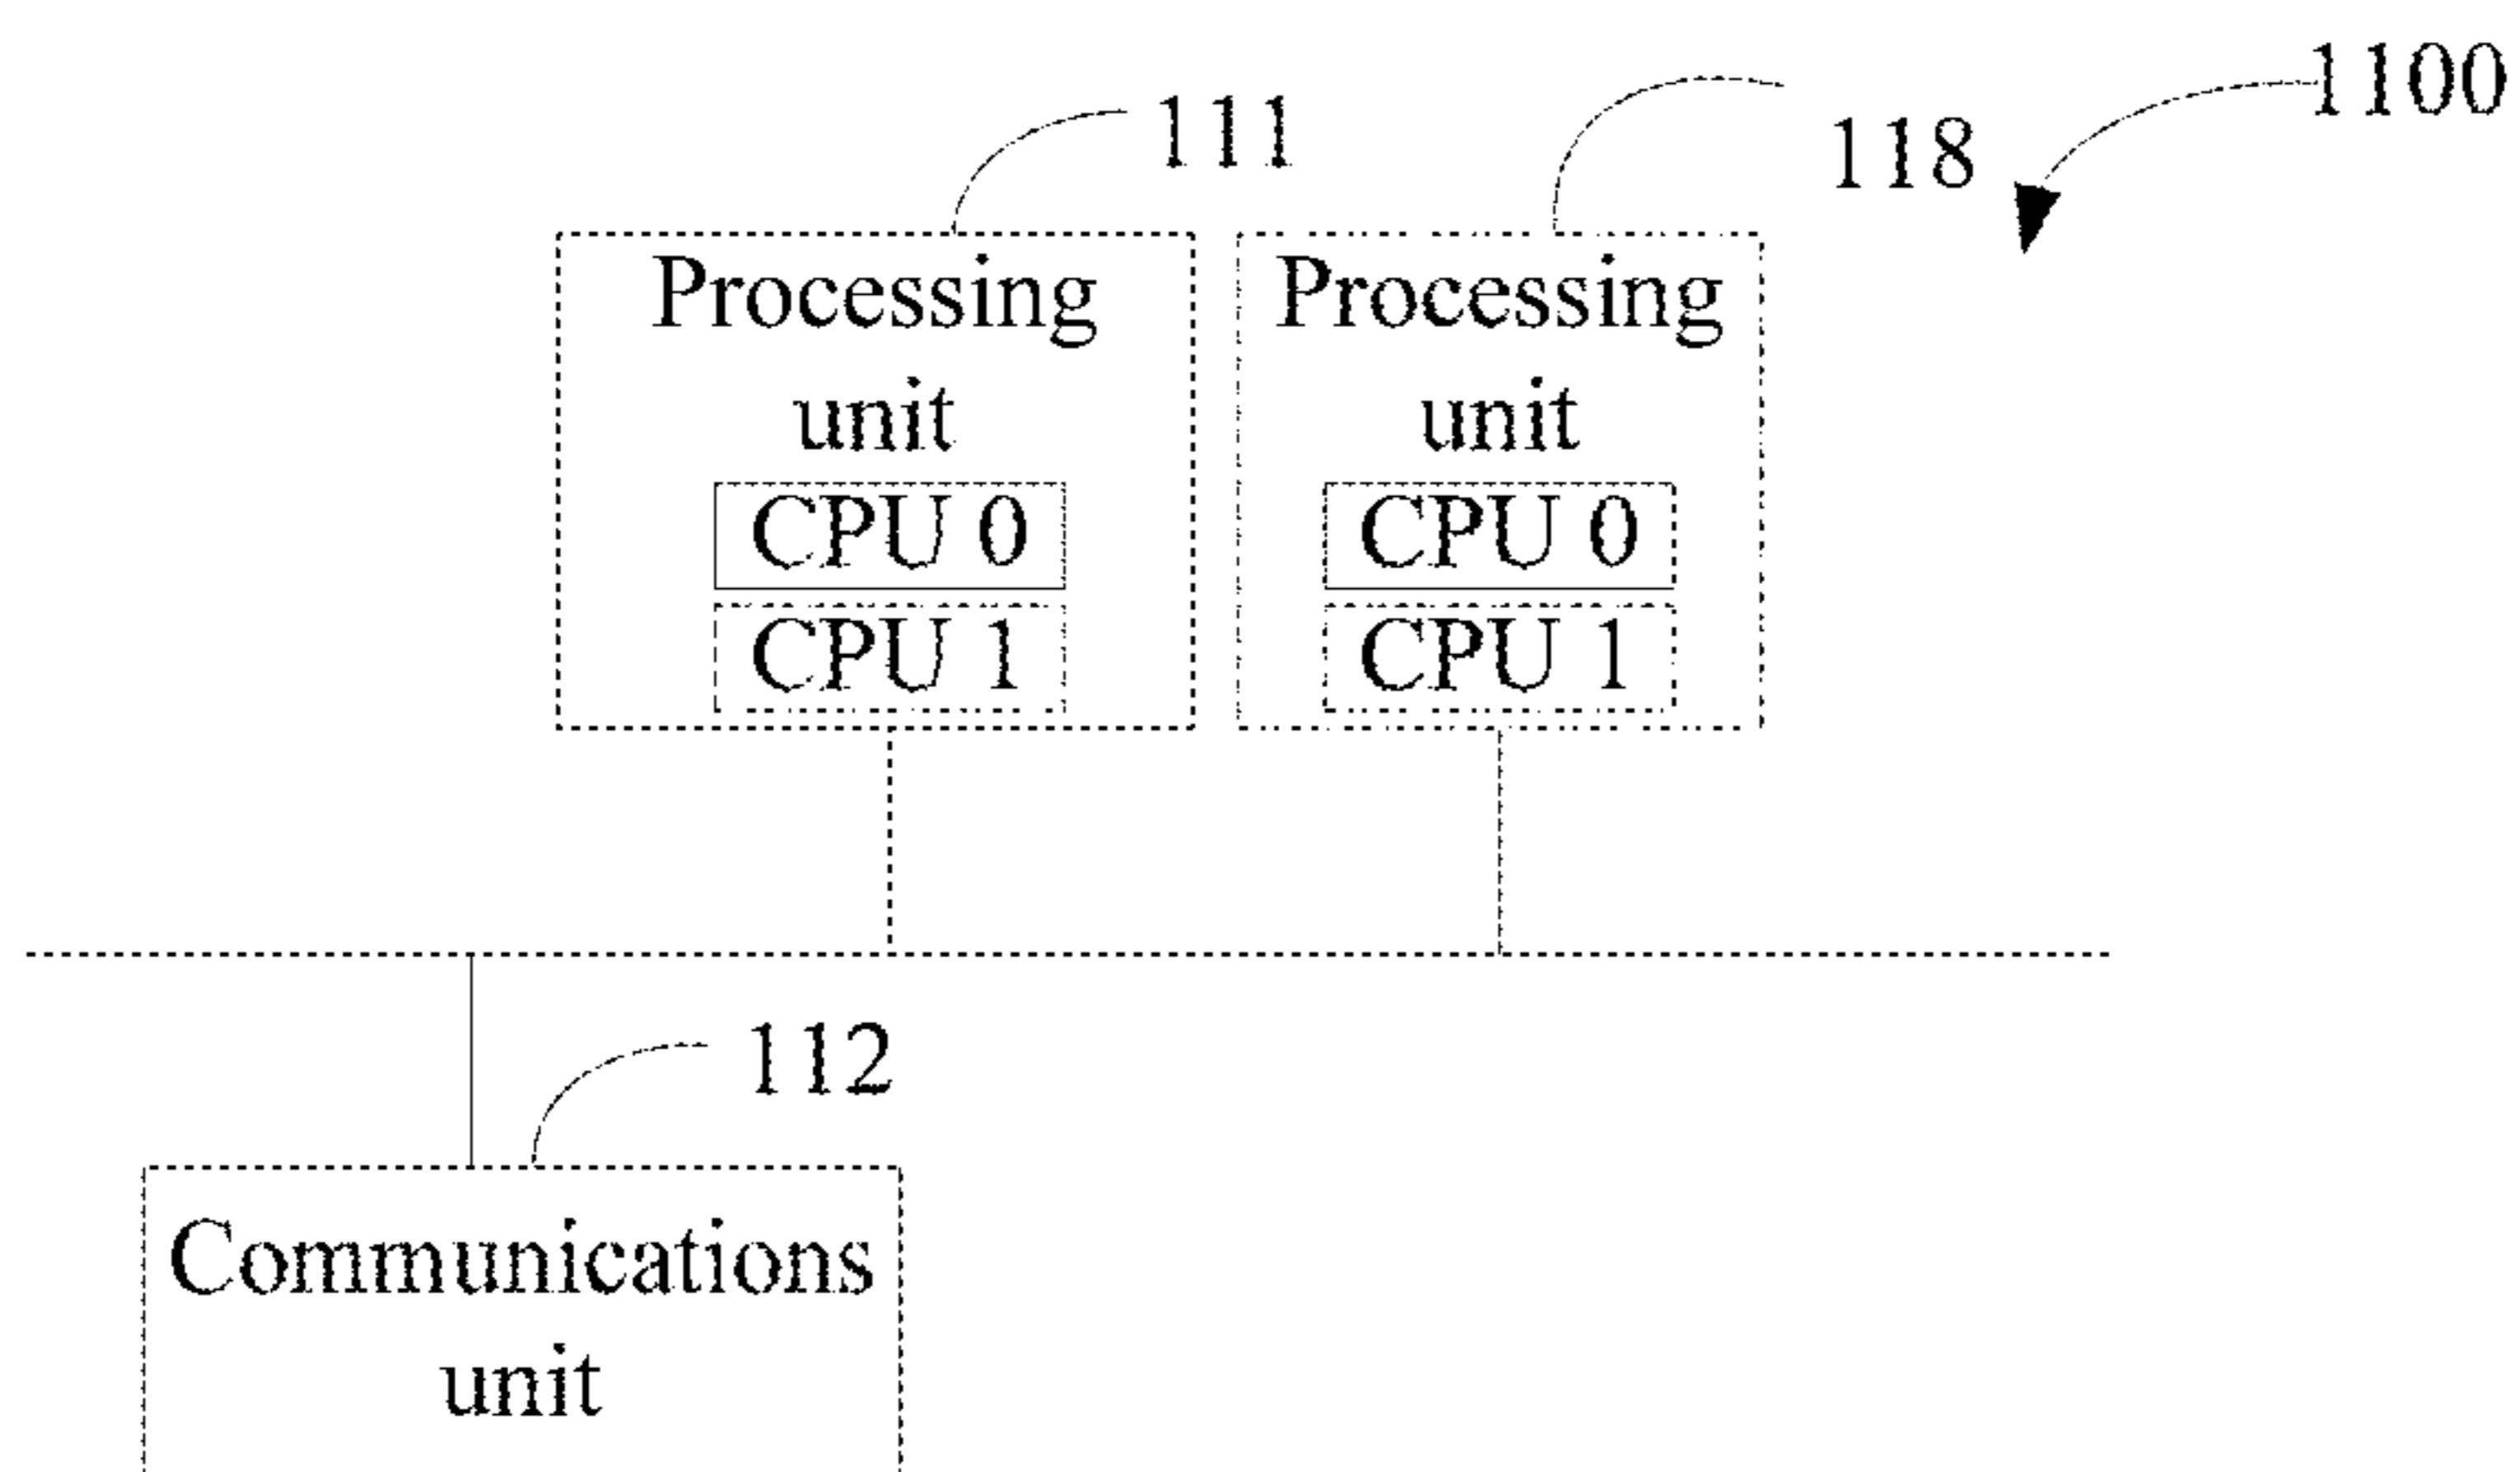 1100
111
118
Processing
unit
CPU 0
CPU 1
Processing
unit
CPU 0
CPU 1
112
Communications
unit